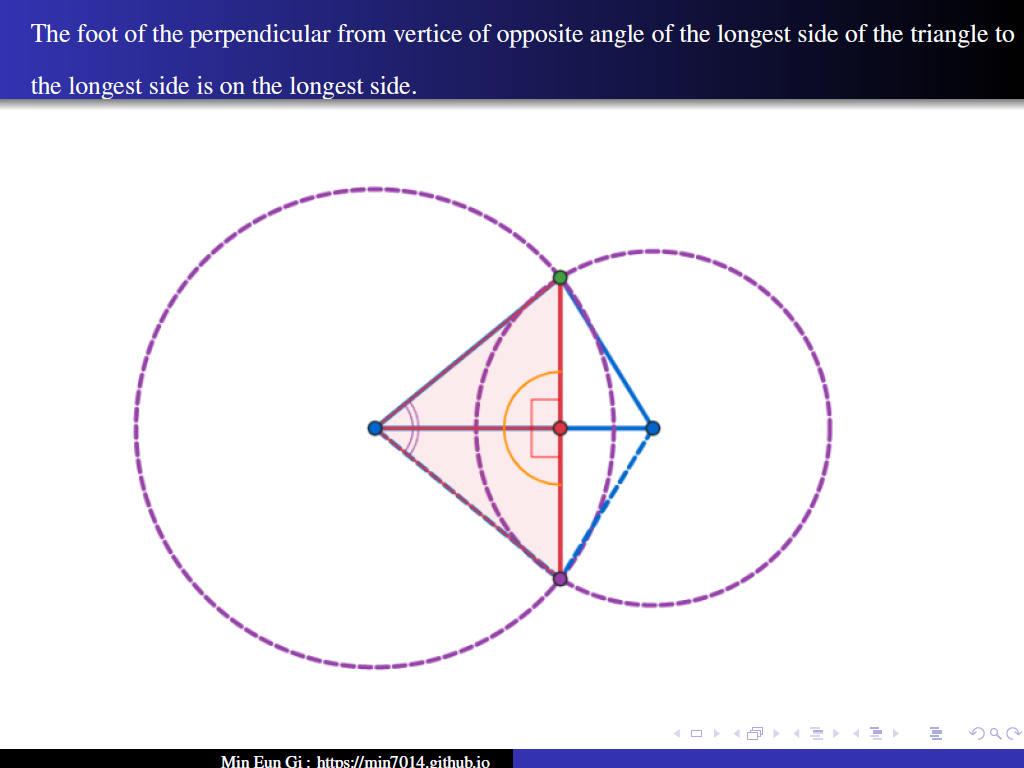 The foot of the perpendicular from vertice of opposite angle of the longest side of the triangle to
the longest side is on the longest side.
Min Eun Gi : https://min7014.github.io